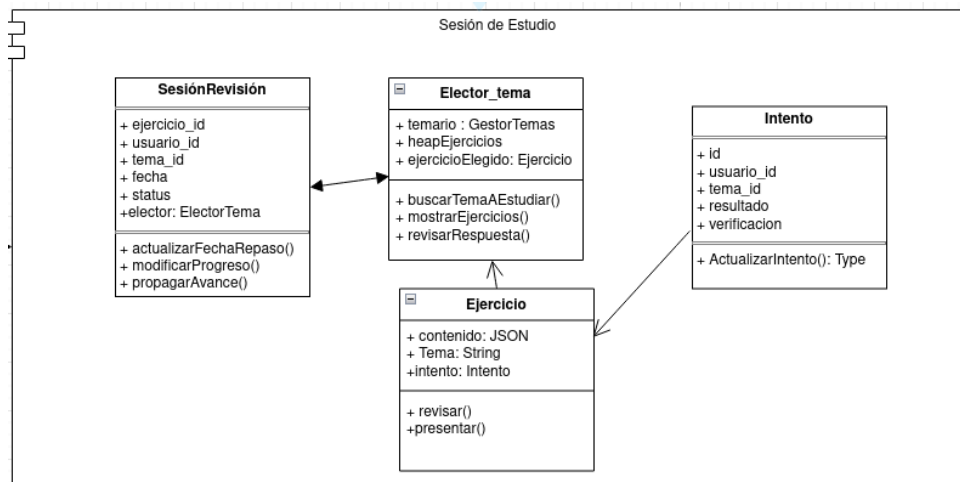 Sesión de Estudio
SesiónRevisión
+ ejercicio_id
+ usuario_id
+ tema_id
+ fecha
+ status
+elector: ElectorTema
+ actualizarFechaRepaso()
+ modificarProgreso()
+ propagarAvance()
Elector_tema
+ temario : GestorTemas
+ heapEjercicios
+ ejercicioElegido: Ejercicio
+ buscarTemaAEstudiar()
+ mostrarEjercicios()
+ revisarRespuesta()
Intento
+ id
+ usuario_id
+ tema_id
+ resultado
+ verificacion
+ ActualizarIntento(): Type
Ejercicio
+ contenido: JSON
+ Tema: String
+intento: Intento
+ revisar()
+presentar()